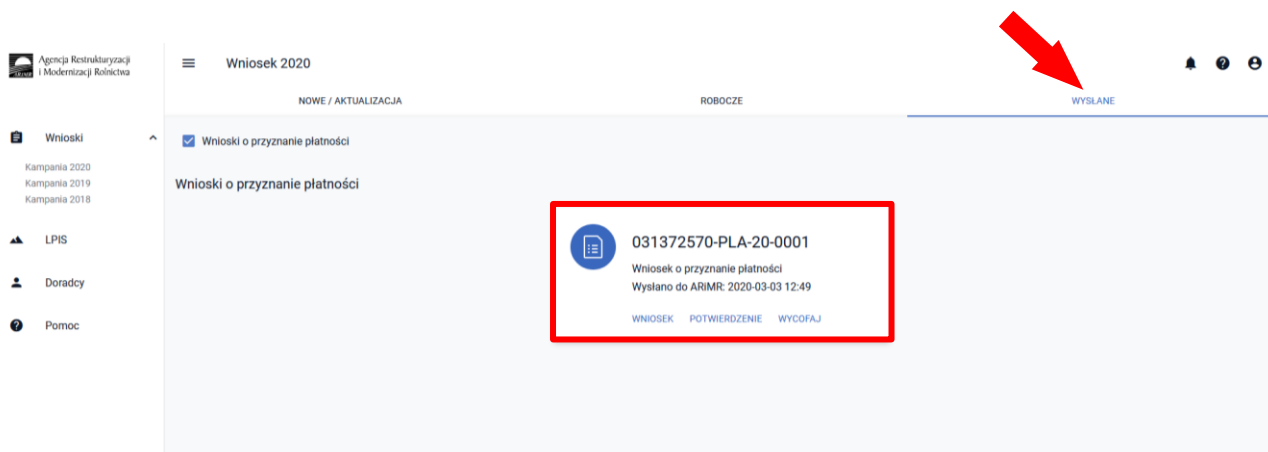 Agencja Restrukturyzacji
i Modernizacji Rolnictwa
Wniosek 2020
NOWE / AKTUALIZACJA
ROBOCZE
WYSŁANE
Wnioski
Kampania 2020
Kampania 2019
Kampania 2018
LPIS
Doradcy
Pomoc
Wnioski o przyznanie płatności
Wnioski o przyznanie płatności
031372570-PLA-20-0001
Wniosek o przyznanie płatności
Wysłano do ARiMR: 2020-03-03 12:49
WNIOSEK POTWIERDZENIE WYCOFAJ